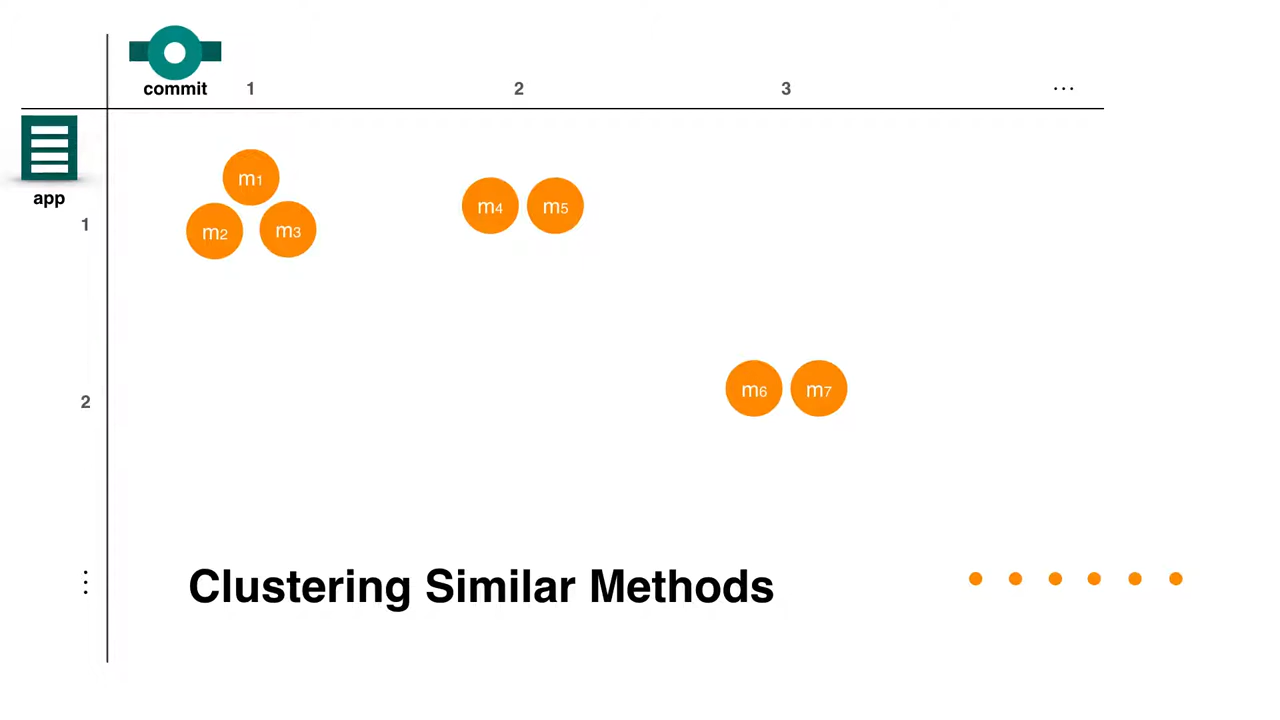 commit 1 2 3 ...
app
1
m1
m2 m3
m4 m5
2
m6 m7
⋮
Clustering Similar Methods